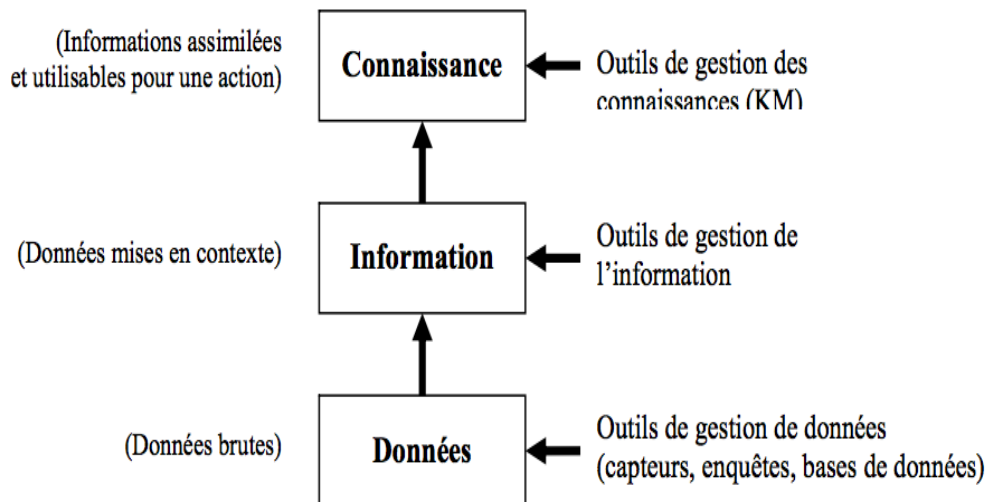 (Informations assimilées
et utilisables pour une action)
Connaissance
Outils de gestion des
connaissances (KM)
(Données mises en contexte)
Information
Outils de gestion de
l’information
(Données brutes)
Données
Outils de gestion de données
(capteurs, enquêtes, bases de données)